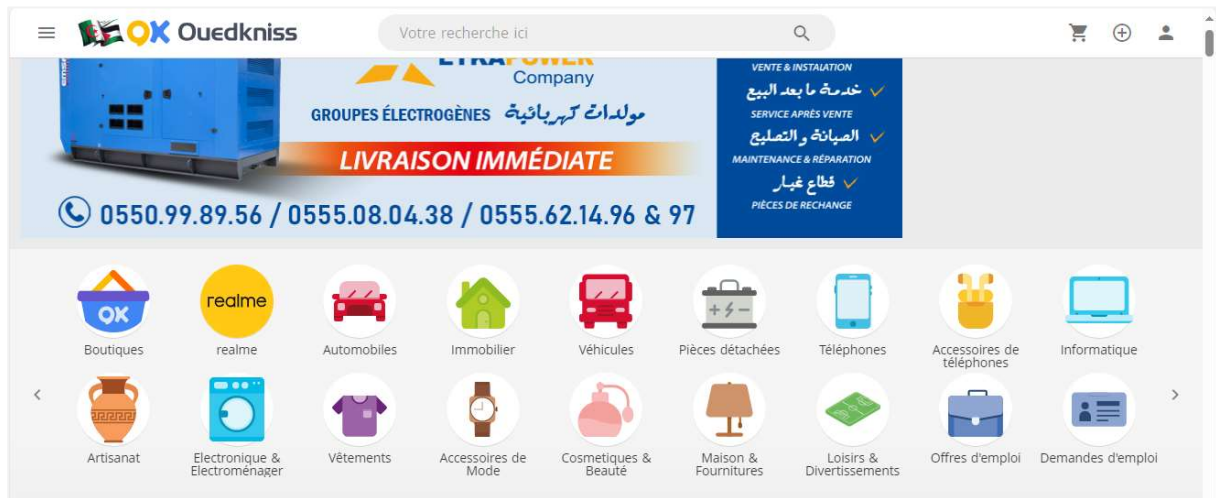 Ouedkniss
Votre recherche ici
Company
GROUPES ÉLECTROGÈNES مولدات كهربائية
LIVRAISON IMMÉDIATE
0550.99.89.56 / 0555.08.04.38 / 0555.62.14.96 & 97
VENTE & INSTALATION
خدمة ما بعد البيع
SERVICE APRÈS VENTE
الصيانة و التصليح
MAINTENANCE & RÉPARATION
قطاع غيار
PIÈCES DE RECHANGE
realme
+ -
Boutiques realme Automobiles Immobilier Véhicules Pièces détachées Téléphones Accessoires de Informatique
téléphones
Artisanat Electronique & Vêtements Accessoires de Cosmetiques & Maison & Loisirs & Offres d'emploi Demandes d'emploi
Electroménager Mode Beauté Fournitures Divertissements